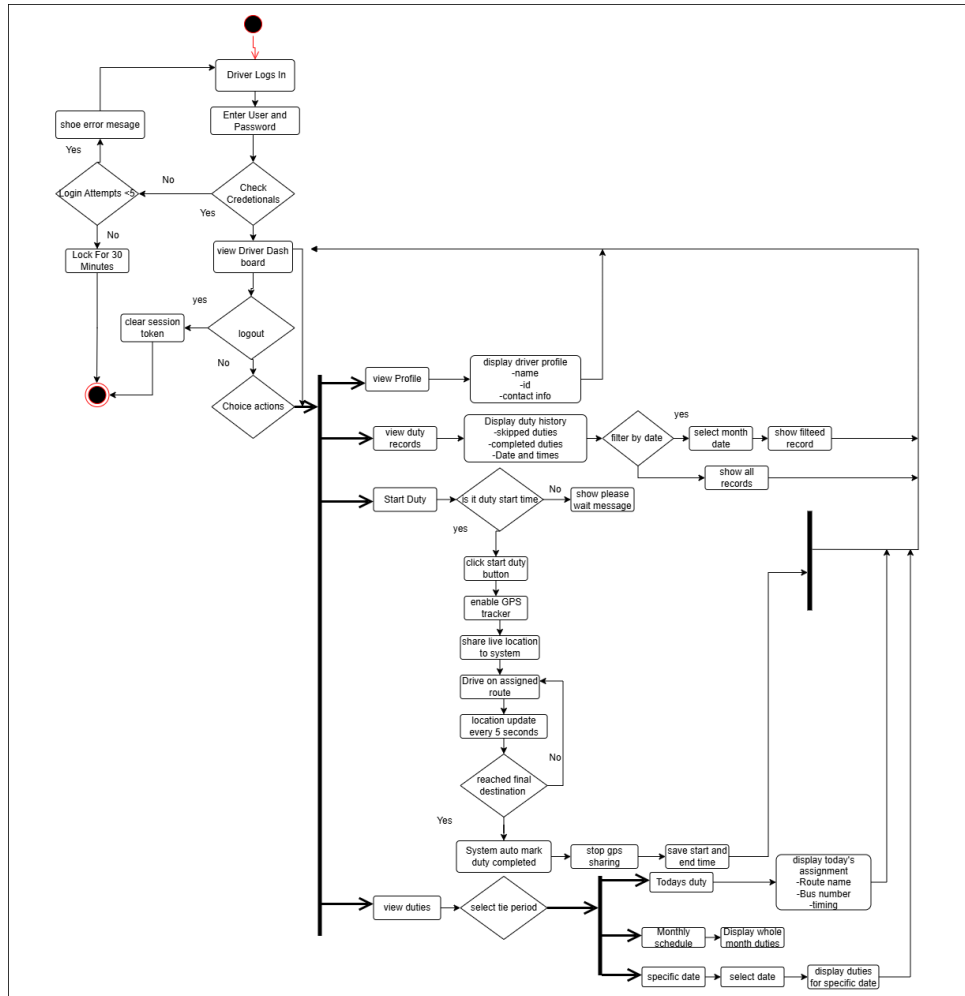 Driver Logs In
Enter User and
Password
shoe error mesage
Yes
Login Attempts <5
No
Check
Credetionals
Yes
No
Lock For 30
Minutes
view Driver Dash
board
yes
clear session
token
logout
No
Choice actions
view Profile
display driver profile
-name
-id
-contact info
view duty
records
Display duty history
-skipped duties
-completed duties
-Date and times
filter by date
yes
select month
date
show filteed
record
show all
records
Start Duty
is it duty start time
No
show please
wait message
yes
click start duty
button
enable GPS
tracker
share live location
to system
Drive on assigned
route
location update
every 5 seconds
No
reached final
destination
Yes
System auto mark
duty completed
stop gps
sharing
save start and
end time
view duties
select tie period
Todays duty
display today's
assignment
-Route name
-Bus number
-timing
Monthly
schedule
Display whole
month duties
specific date
select date
display duties
for specific date